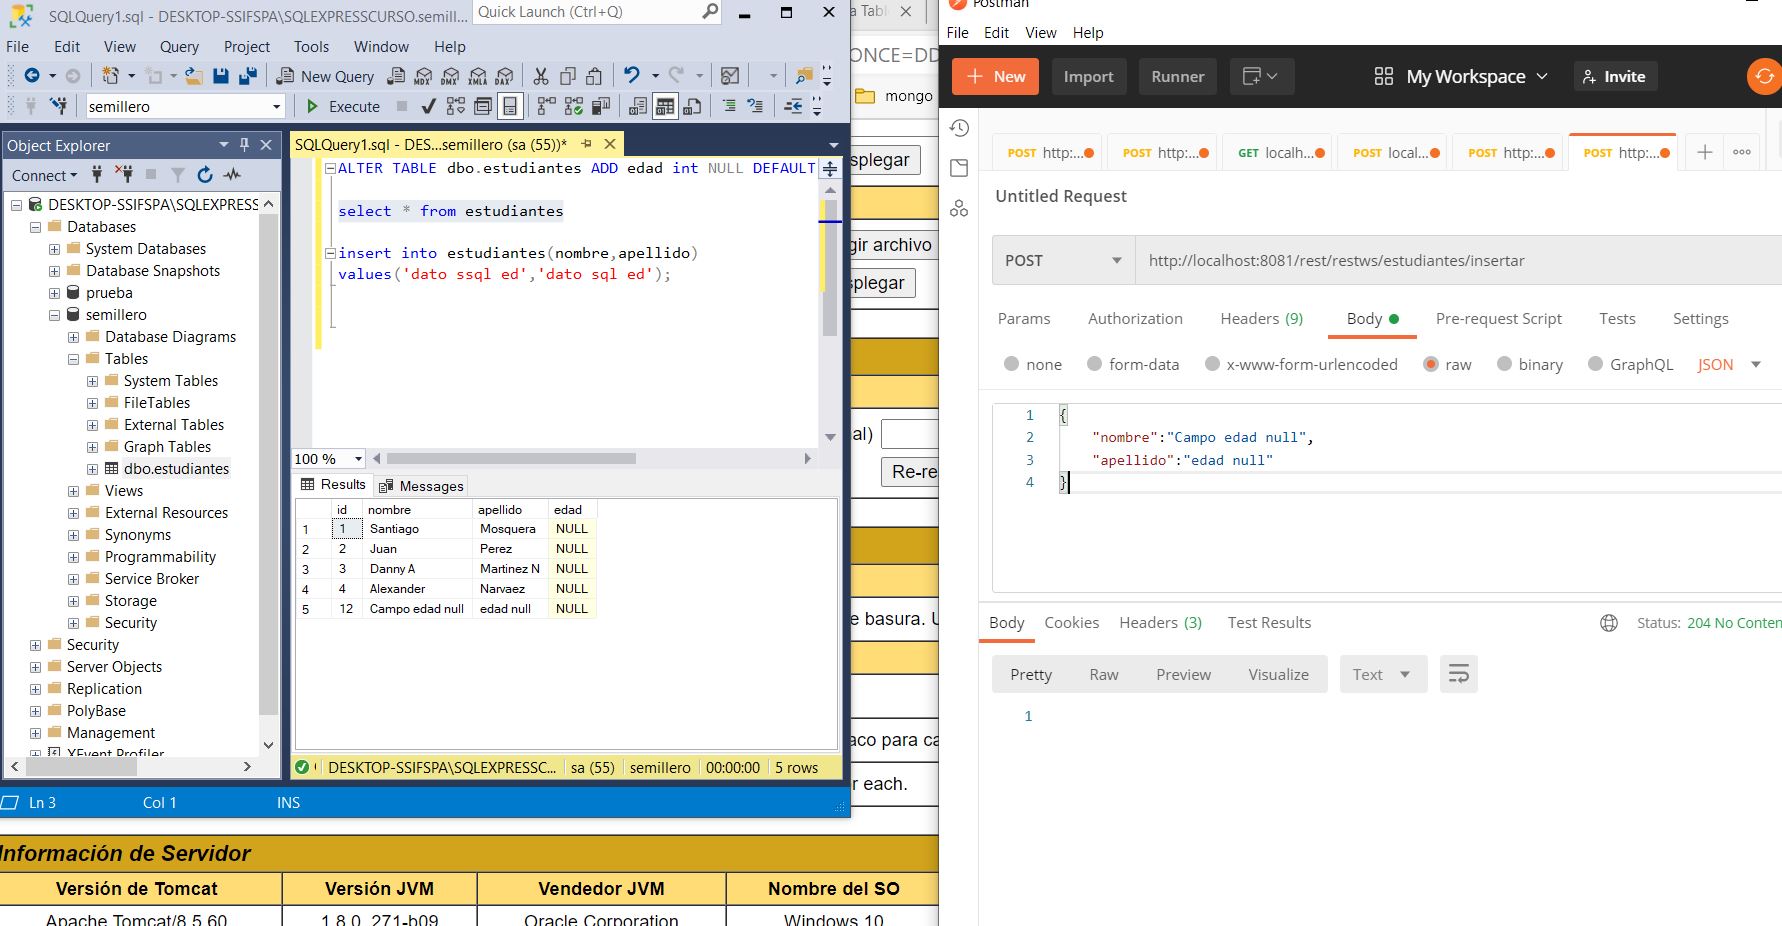 SQLQuery1.sql - DESKTOP-SSIFSPA\SQLEXPRESSCURSO.semill...
Quick Launch (Ctrl+Q)
File Edit View Query Project Tools Window Help
New Query
MDX DMX XMLA DAX
semillero
Execute
Object Explorer
Connect
DESKTOP-SSIFSPA\SQLEXPRESS
Databases
System Databases
Database Snapshots
prueba
semillero
Database Diagrams
Tables
System Tables
FileTables
External Tables
Graph Tables
dbo.estudiantes
Views
External Resources
Synonyms
Programmability
Service Broker
Storage
Security
Security
Server Objects
Replication
PolyBase
Management
XEvent Profiler
SQLQuery1.sql - DES...semillero (sa (55))*
ALTER TABLE dbo.estudiantes ADD edad int NULL DEFAULT
select * from estudiantes
insert into estudiantes(nombre,apellido)
values('dato ssql ed','dato sql ed');
100 %
Results Messages
id nombre apellido edad
1 1 Santiago Mosquera NULL
2 2 Juan Perez NULL
3 3 Danny A Martinez N NULL
4 4 Alexander Narvaez NULL
5 12 Campo edad null edad null NULL
DESKTOP-SSIFSPA\SQLEXPRESSC... sa (55) semillero 00:00:00 5 rows
Ln 3 Col 1 INS
a Tabl
ONCE=DD
mongo
splegar
gir archivo
splegar
al)
Re-re
e basura. U
aco para ca
r each.
Información de Servidor
Versión de Tomcat Versión JVM Vendedor JVM Nombre del SO
Apache Tomcat/8.5.60 1.8.0_271-b09 Oracle Corporation Windows 10
Postman
File Edit View Help
New Import Runner My Workspace Invite
POST http:... POST http:... GET localh... POST local... POST http:... POST http:...
Untitled Request
POST http://localhost:8081/rest/restws/estudiantes/insertar
Params Authorization Headers (9) Body Pre-request Script Tests Settings
none form-data x-www-form-urlencoded raw binary GraphQL JSON
1 {
2 "nombre":"Campo edad null",
3 "apellido":"edad null"
4 }
Body Cookies Headers (3) Test Results Status: 204 No Conten
Pretty Raw Preview Visualize Text
1